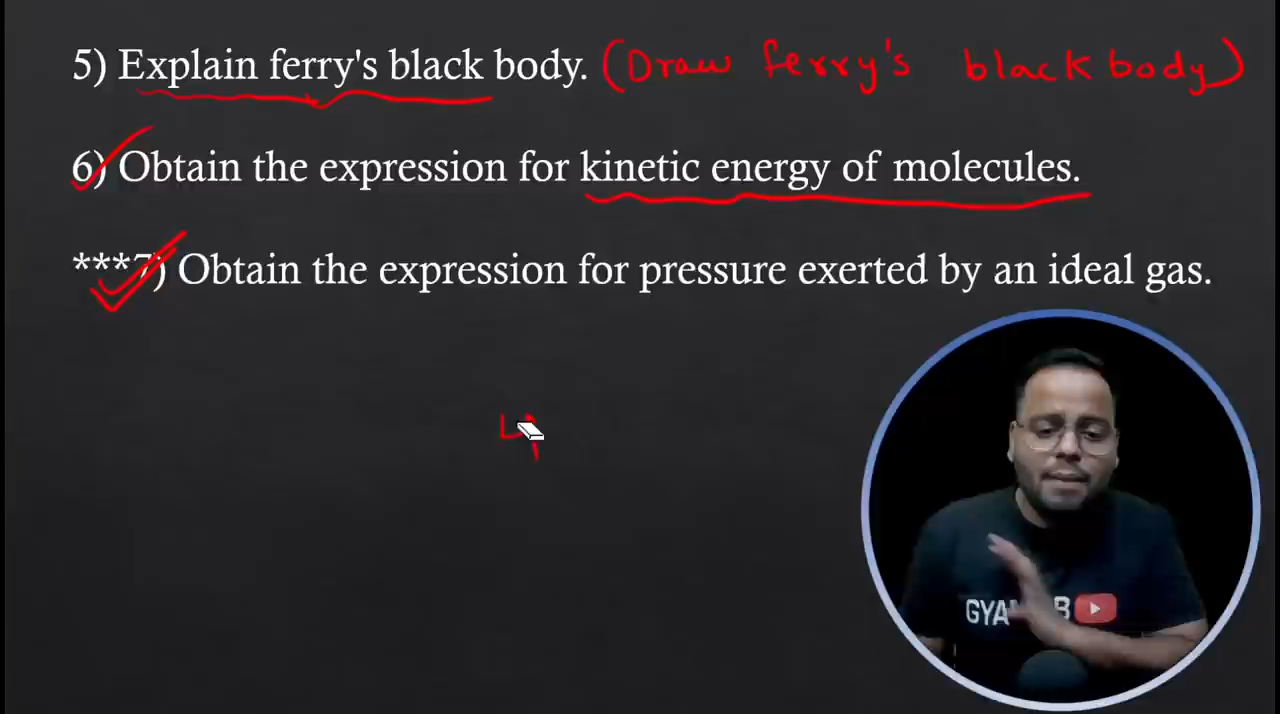 5) Explain ferry's black body. (Draw ferry's black body)
6) Obtain the expression for kinetic energy of molecules.
***7) Obtain the expression for pressure exerted by an ideal gas.
4